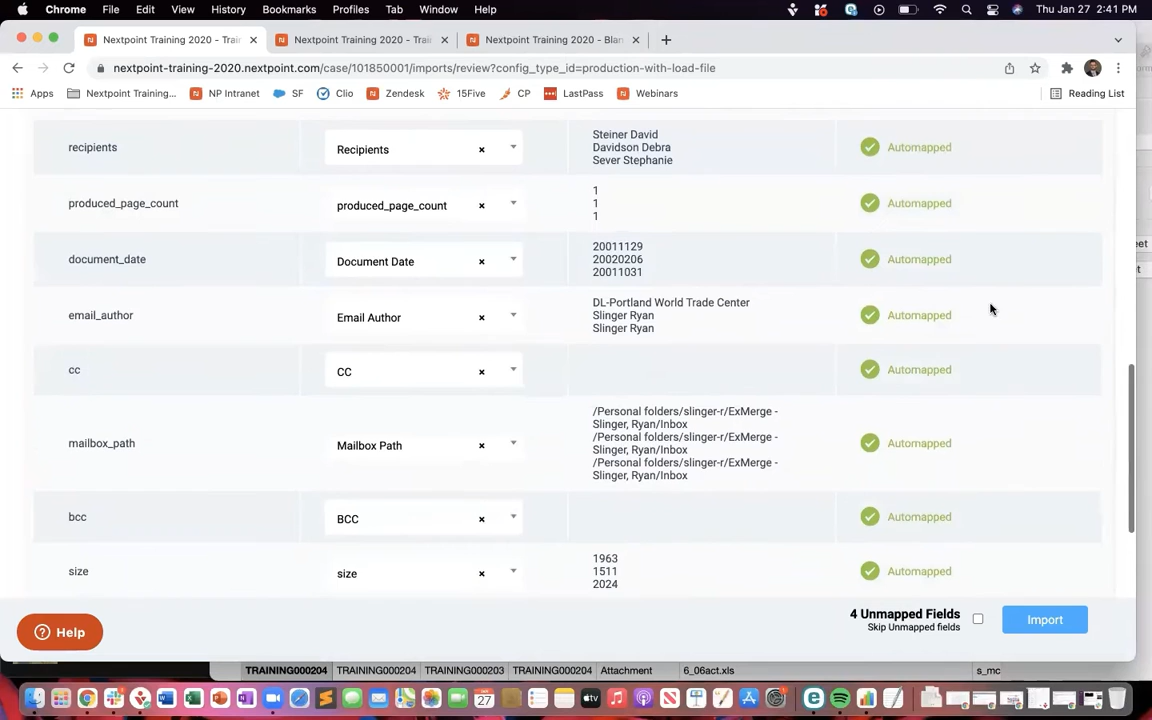 Chrome File Edit View History Bookmarks Profiles Tab Window Help Thu Jan 27 2:41 PM
Nextpoint Training 2020 - Trai Nextpoint Training 2020 - Trai Nextpoint Training 2020 - Blan
nextpoint-training-2020.nextpoint.com/case/101850001/imports/review?config_type_id=production-with-load-file
Apps Nextpoint Training... NP Intranet SF Clio Zendesk 15Five CP LastPass Webinars Reading List
recipients Recipients Steiner David Automapped
Davidson Debra
Sever Stephanie
produced_page_count produced_page_count 1 Automapped
1
1
document_date Document Date 20011129 Automapped
20020206
20011031
email_author Email Author DL-Portland World Trade Center Automapped
Slinger Ryan
Slinger Ryan
cc CC Automapped
mailbox_path Mailbox Path /Personal folders/slinger-r/ExMerge - Automapped
Slinger, Ryan/Inbox
/Personal folders/slinger-r/ExMerge -
Slinger, Ryan/Inbox
/Personal folders/slinger-r/ExMerge -
Slinger, Ryan/Inbox
bcc BCC Automapped
size size 1963 Automapped
1511
2024
4 Unmapped Fields
Skip Unmapped fields
Import
Help
TRAINING000204 TRAINING000204 TRAINING000203 TRAINING000204 Attachment 6_06act.xls s_mc